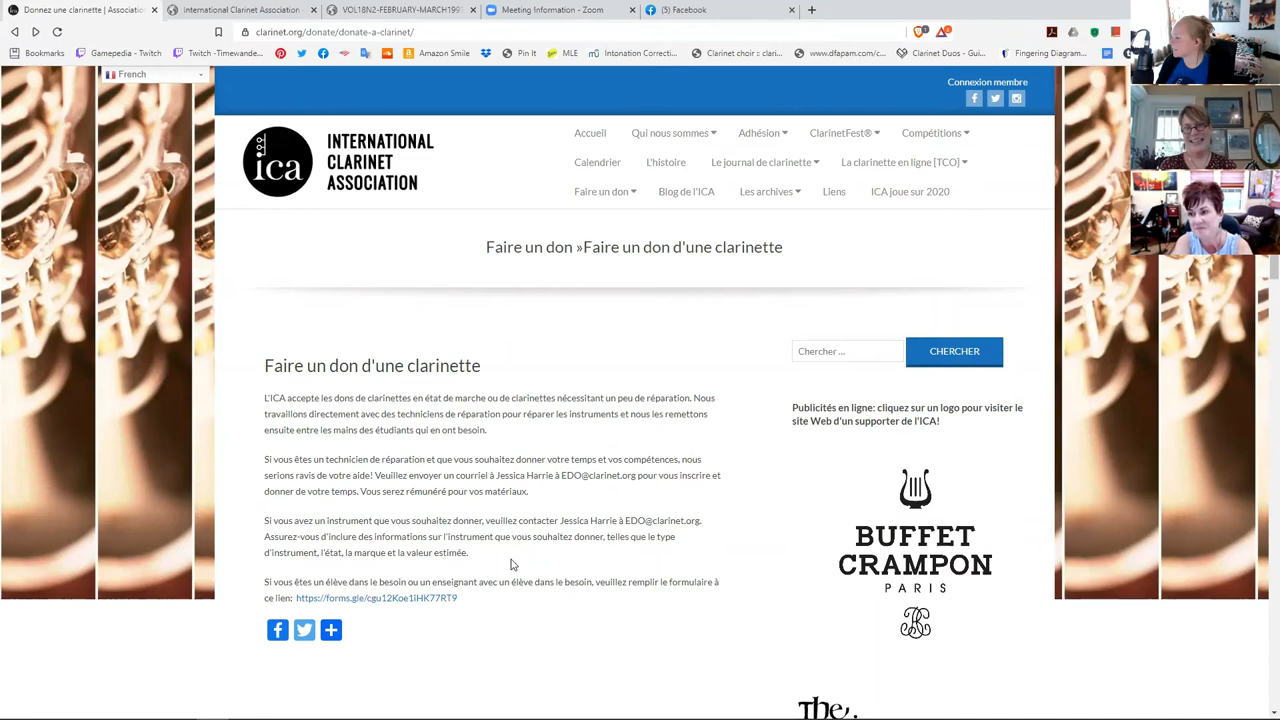 Donnez une clarinette | Associatio
International Clarinet Association
VOL18N2-FEBRUARY-MARCH1991
Meeting Information - Zoom
(5) Facebook
clarinet.org/donate/donate-a-clarinet/
Bookmarks
Gamepedia - Twitch
Twitch -Timewande...
Amazon Smile
Pin It
MLE
Intonation Correcti...
Clarinet choir :: clari...
www.dfapam.com/c...
Clarinet Duos - Gui...
Fingering Diagram...
French
Connexion membre
ica
INTERNATIONAL
CLARINET
ASSOCIATION
Accueil
Qui nous sommes
Adhésion
ClarinetFest®
Compétitions
Calendrier
L'histoire
Le journal de clarinette
La clarinette en ligne [TCO]
Faire un don
Blog de l'ICA
Les archives
Liens
ICA joue sur 2020
Faire un don »Faire un don d'une clarinette
Faire un don d'une clarinette
L'ICA accepte les dons de clarinettes en état de marche ou de clarinettes nécessitant un peu de réparation. Nous
travaillons directement avec des techniciens de réparation pour réparer les instruments et nous les remettons
ensuite entre les mains des étudiants qui en ont besoin.
Si vous êtes un technicien de réparation et que vous souhaitez donner votre temps et vos compétences, nous
serions ravis de votre aide! Veuillez envoyer un courriel à Jessica Harrie à EDO@clarinet.org pour vous inscrire et
donner de votre temps. Vous serez rémunéré pour vos matériaux.
Si vous avez un instrument que vous souhaitez donner, veuillez contacter Jessica Harrie à EDO@clarinet.org.
Assurez-vous d'inclure des informations sur l'instrument que vous souhaitez donner, telles que le type
d'instrument, l'état, la marque et la valeur estimée.
Si vous êtes un élève dans le besoin ou un enseignant avec un élève dans le besoin, veuillez remplir le formulaire à
ce lien: https://forms.gle/cgu12Koe1iHK77RT9
Chercher ...
CHERCHER
Publicités en ligne: cliquez sur un logo pour visiter le
site Web d'un supporter de l'ICA!
BUFFET
CRAMPON
PARIS
The